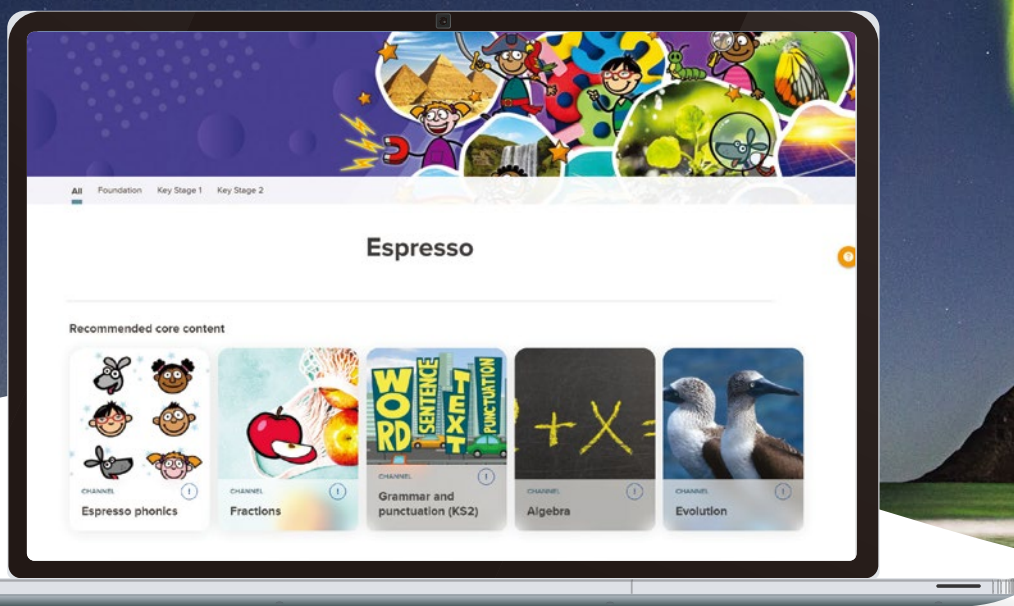 All Foundation Key Stage 1 Key Stage 2
Espresso
?
Recommended core content
WORD
SENTENCE
TEXT
PUNCTUATION
+X=
CHANNEL
Espresso phonics
CHANNEL
Fractions
CHANNEL
Grammar and
punctuation (KS2)
CHANNEL
Algebra
CHANNEL
Evolution